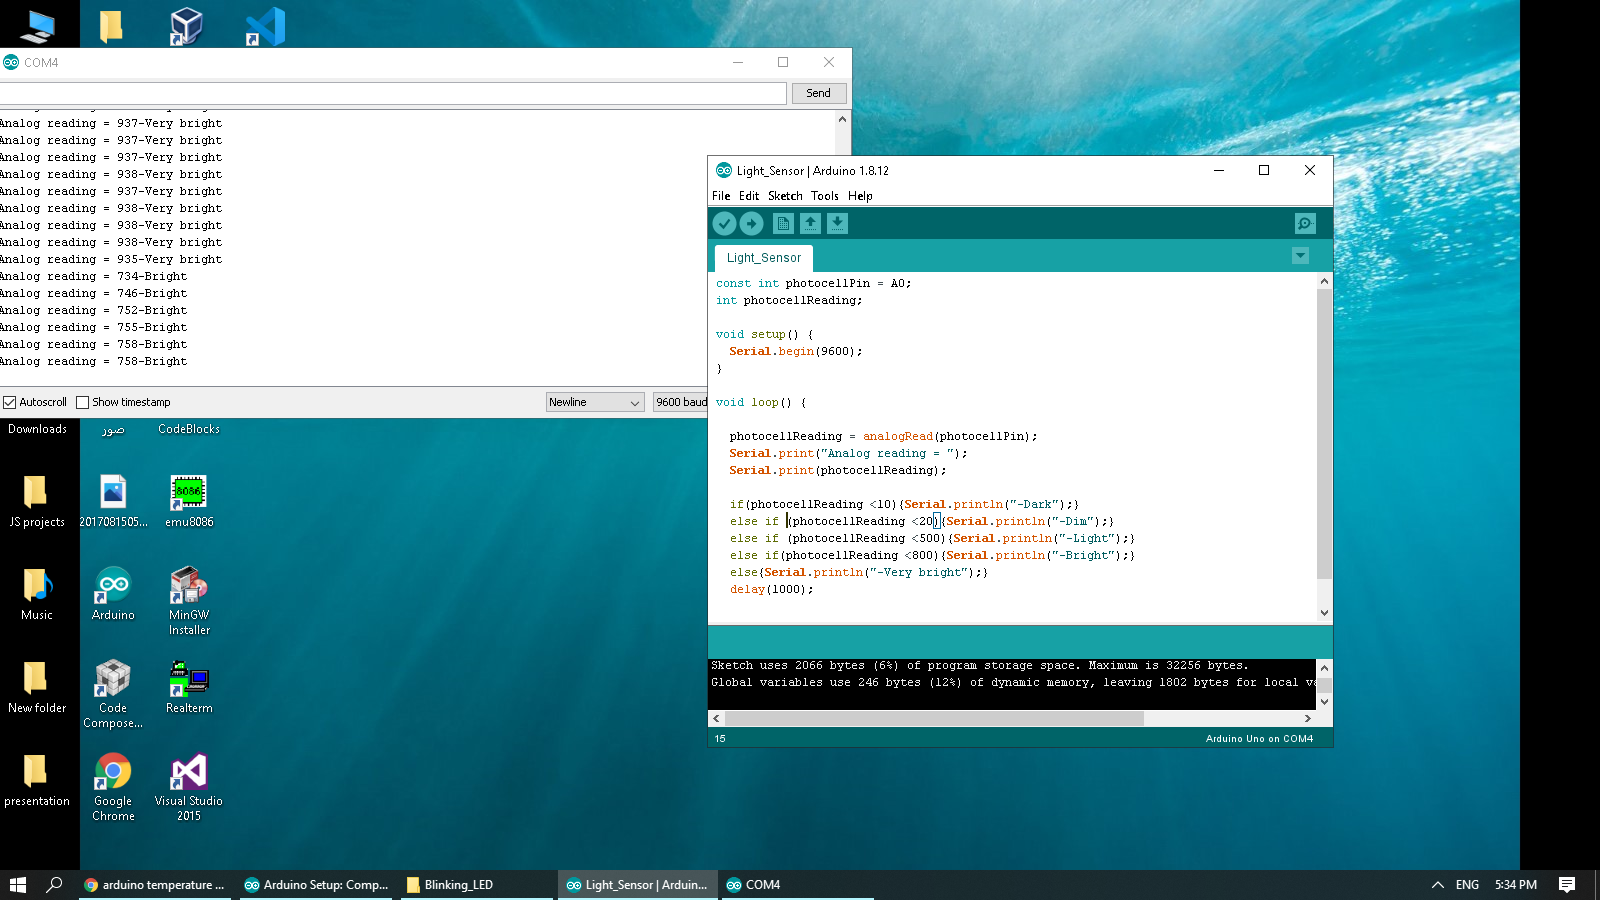 COM4
Send
Analog reading = 937-Very bright
Analog reading = 937-Very bright
Analog reading = 937-Very bright
Analog reading = 938-Very bright
Analog reading = 937-Very bright
Analog reading = 938-Very bright
Analog reading = 938-Very bright
Analog reading = 938-Very bright
Analog reading = 935-Very bright
Analog reading = 734-Bright
Analog reading = 746-Bright
Analog reading = 752-Bright
Analog reading = 755-Bright
Analog reading = 758-Bright
Analog reading = 758-Bright
Autoscroll Show timestamp Newline 9600 baud
Light_Sensor | Arduino 1.8.12
File Edit Sketch Tools Help
Light_Sensor
const int photocellPin = A0;
int photocellReading;
void setup() {
Serial.begin(9600);
}
void loop() {
photocellReading = analogRead(photocellPin);
Serial.print("Analog reading = ");
Serial.print(photocellReading);
if(photocellReading <10){Serial.println("-Dark");}
else if (photocellReading <20){Serial.println("-Dim");}
else if (photocellReading <500){Serial.println("-Light");}
else if(photocellReading <800){Serial.println("-Bright");}
else{Serial.println("-Very bright");}
delay(1000);
Sketch uses 2066 bytes (6%) of program storage space. Maximum is 32256 bytes.
Global variables use 246 bytes (12%) of dynamic memory, leaving 1802 bytes for local va
15 Arduino Uno on COM4
Downloads صور CodeBlocks
8086
JS projects 2017081505... emu8086
Music Arduino MinGW
Installer
New folder Code
Compose... Realterm
presentation Google
Chrome Visual Studio
2015
arduino temperature ... Arduino Setup: Comp... Blinking_LED Light_Sensor | Arduin... COM4 ENG 5:34 PM